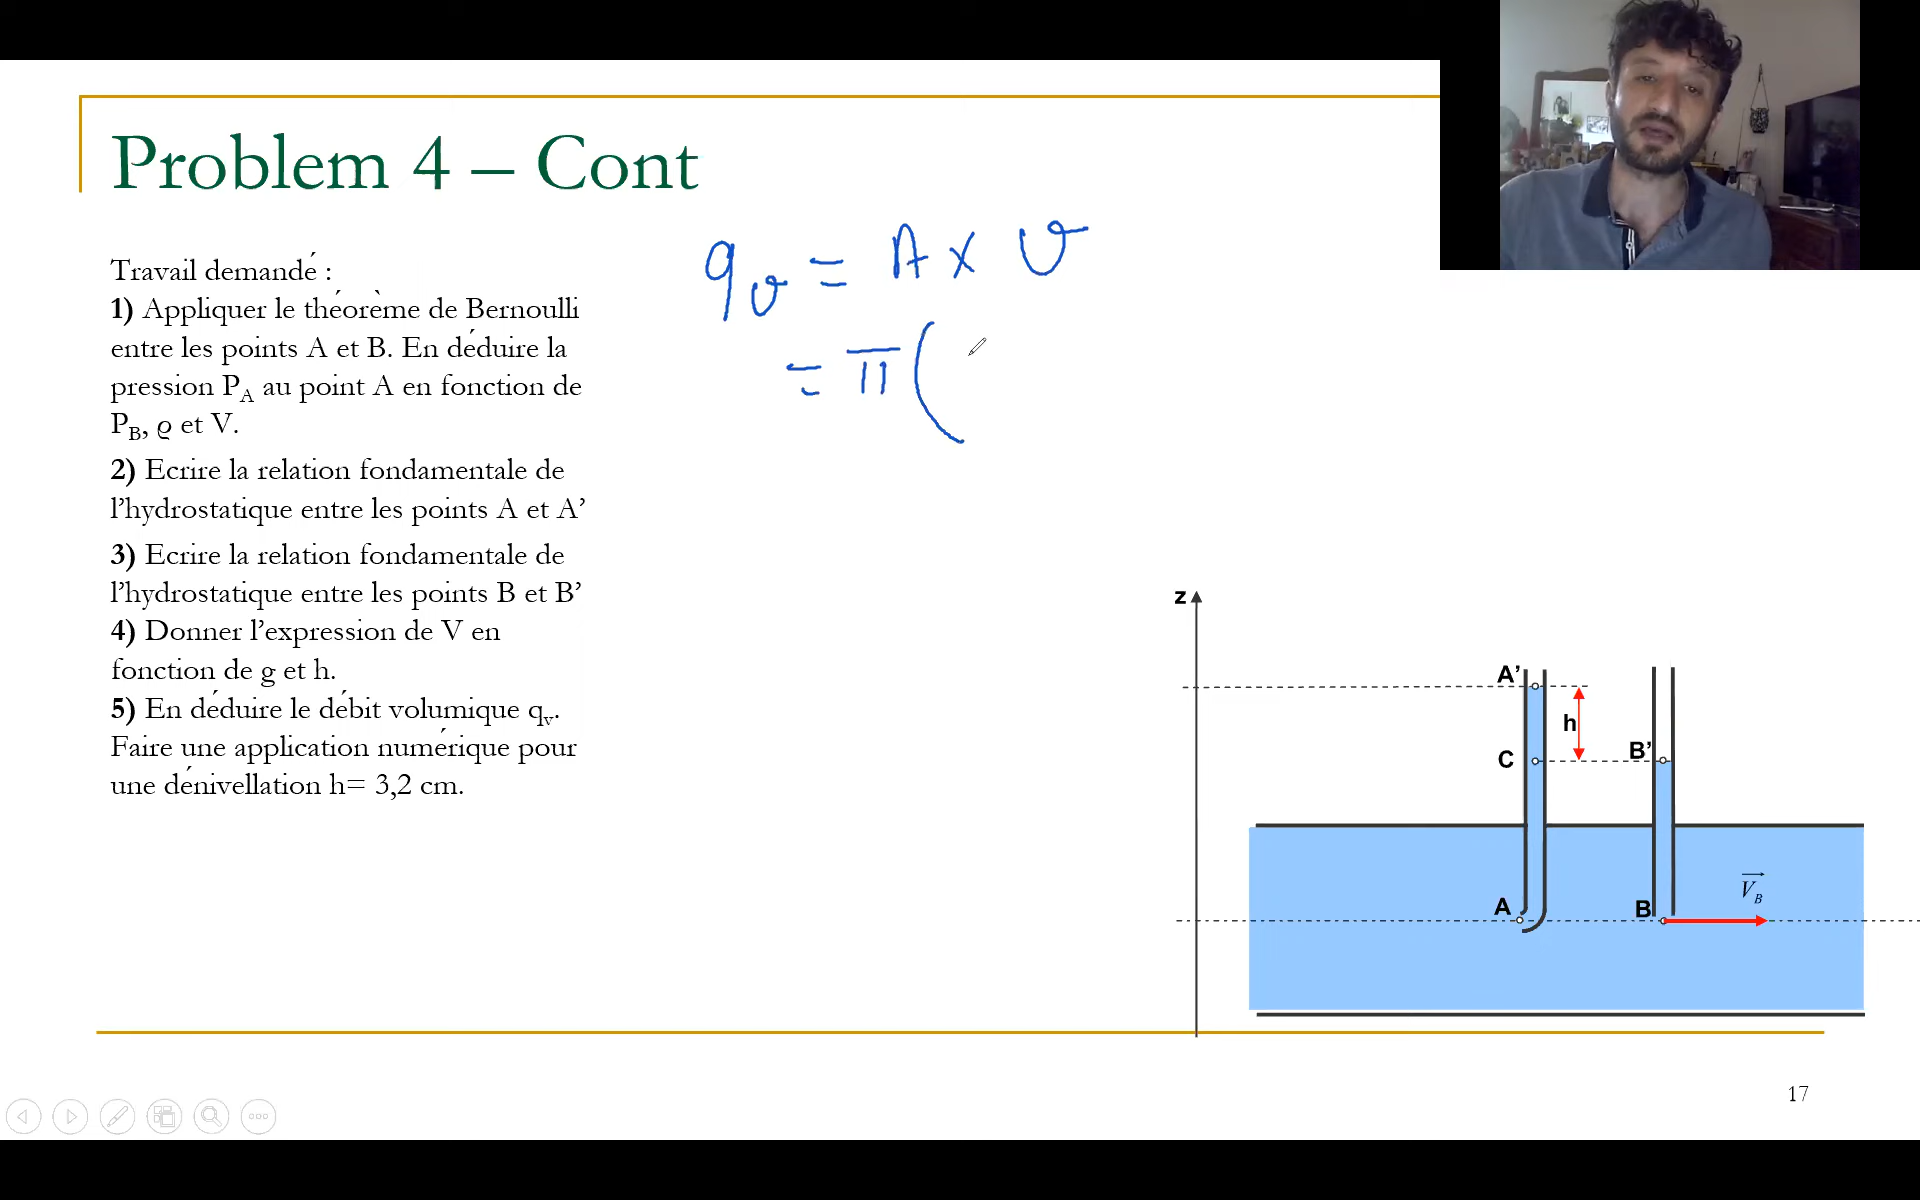 Problem 4 – Cont
Travail demandé :
1) Appliquer le théorème de Bernoulli
entre les points A et B. En déduire la
pression PA au point A en fonction de
PB, ϱ et V.
2) Ecrire la relation fondamentale de
l’hydrostatique entre les points A et A’
3) Ecrire la relation fondamentale de
l’hydrostatique entre les points B et B’
4) Donner l’expression de V en
fonction de g et h.
5) En déduire le débit volumique qv.
Faire une application numérique pour
une dénivellation h= 3,2 cm.
qv = A x v
= π (
z
A’
h
C
B’
A
B
VB
17